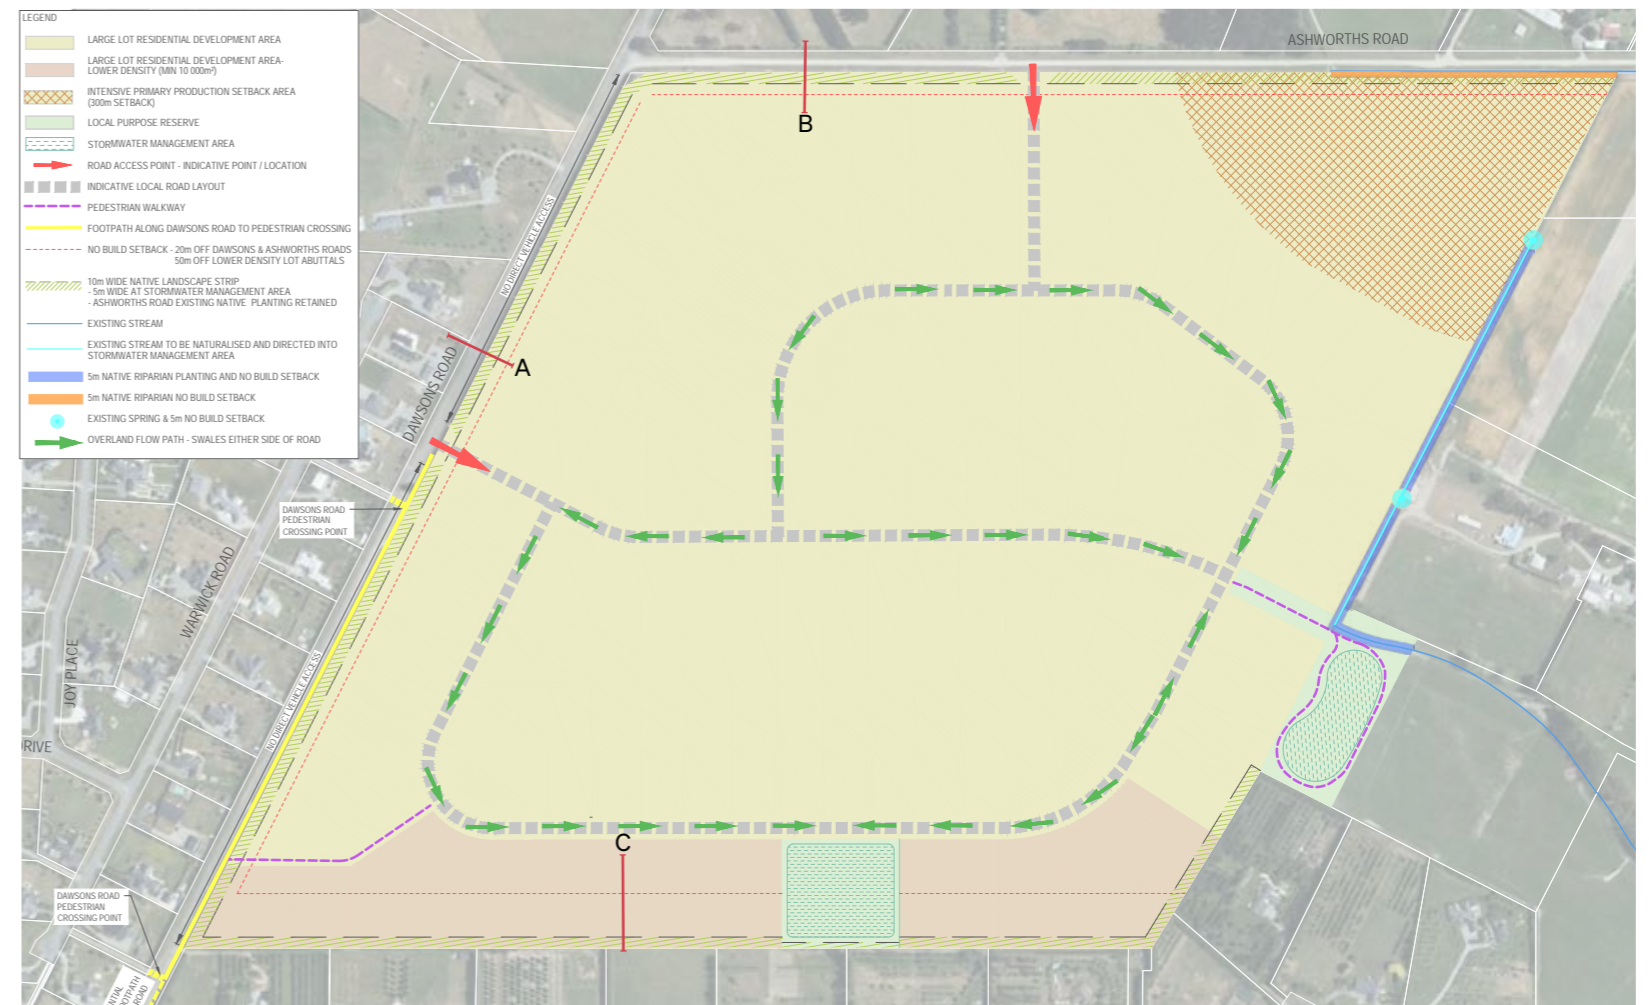 LEGEND
LARGE LOT RESIDENTIAL DEVELOPMENT AREA
LARGE LOT RESIDENTIAL DEVELOPMENT AREA-
LOWER DENSITY (MIN 10 000m²)
INTENSIVE PRIMARY PRODUCTION SETBACK AREA
(300m SETBACK)
LOCAL PURPOSE RESERVE
STORMWATER MANAGEMENT AREA
ROAD ACCESS POINT - INDICATIVE POINT / LOCATION
INDICATIVE LOCAL ROAD LAYOUT
PEDESTRIAN WALKWAY
FOOTPATH ALONG DAWSONS ROAD TO PEDESTRIAN CROSSING
NO BUILD SETBACK - 20m OFF DAWSONS & ASHWORTHS ROADS
50m OFF LOWER DENSITY LOT ABUTTALS
10m WIDE NATIVE LANDSCAPE STRIP
- 5m WIDE AT STORMWATER MANAGEMENT AREA
- ASHWORTHS ROAD EXISTING NATIVE PLANTING RETAINED
EXISTING STREAM
EXISTING STREAM TO BE NATURALISED AND DIRECTED INTO
STORMWATER MANAGEMENT AREA
5m NATIVE RIPARIAN PLANTING AND NO BUILD SETBACK
5m NATIVE RIPARIAN NO BUILD SETBACK
EXISTING SPRING & 5m NO BUILD SETBACK
OVERLAND FLOW PATH - SWALES EITHER SIDE OF ROAD
ASHWORTHS ROAD
B
NO DIRECT VEHICLE ACCESS
A
DAWSONS ROAD
DAWSONS ROAD
PEDESTRIAN
CROSSING POINT
WARWICK ROAD
JOY PLACE
NO DIRECT VEHICLE ACCESS
RIVE
C
DAWSONS ROAD
PEDESTRIAN
CROSSING POINT
NTIAL
OOTPATH
ROAD